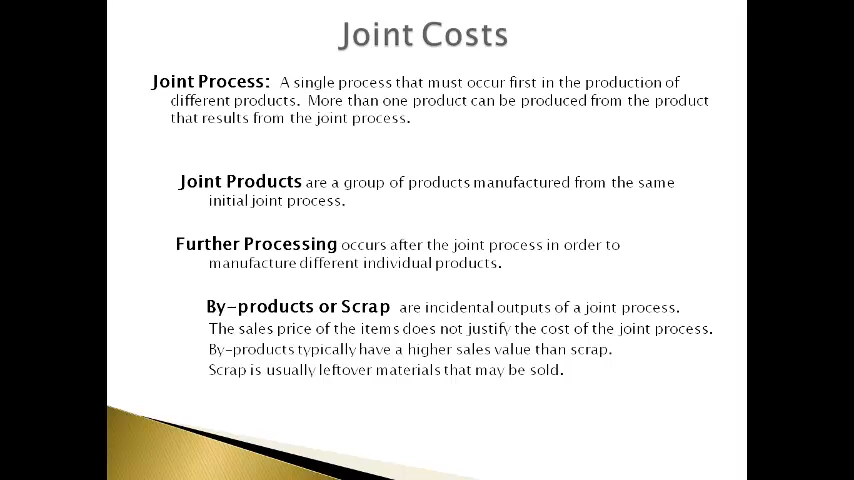 Joint Costs
Joint Process: A single process that must occur first in the production of
different products. More than one product can be produced from the product
that results from the joint process.
Joint Products are a group of products manufactured from the same
initial joint process.
Further Processing occurs after the joint process in order to
manufacture different individual products.
By-products or Scrap are incidental outputs of a joint process.
The sales price of the items does not justify the cost of the joint process.
By-products typically have a higher sales value than scrap.
Scrap is usually leftover materials that may be sold.